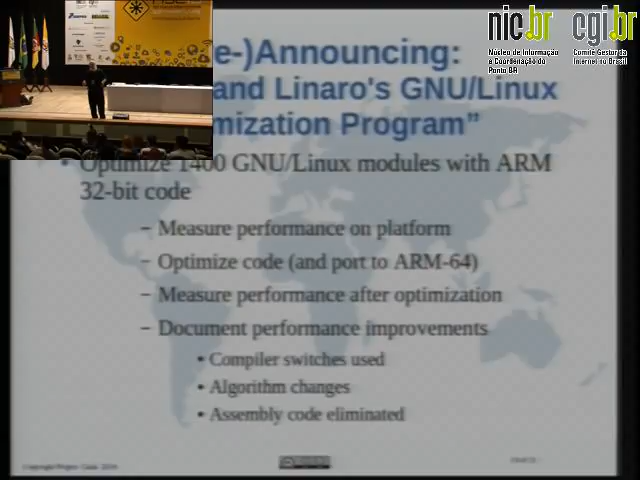 nic.br cgi.br
Núcleo de Informação
e Coordenação do
Ponto BR
Comitê Gestor da
Internet no Brasil
e-)Announcing:
and Linaro's GNU/Linux
mization Program”
• Optimize 1400 GNU/Linux modules with ARM
32-bit code
– Measure performance on platform
– Optimize code (and port to ARM-64)
– Measure performance after optimization
– Document performance improvements
• Compiler switches used
• Algorithm changes
• Assembly code eliminated